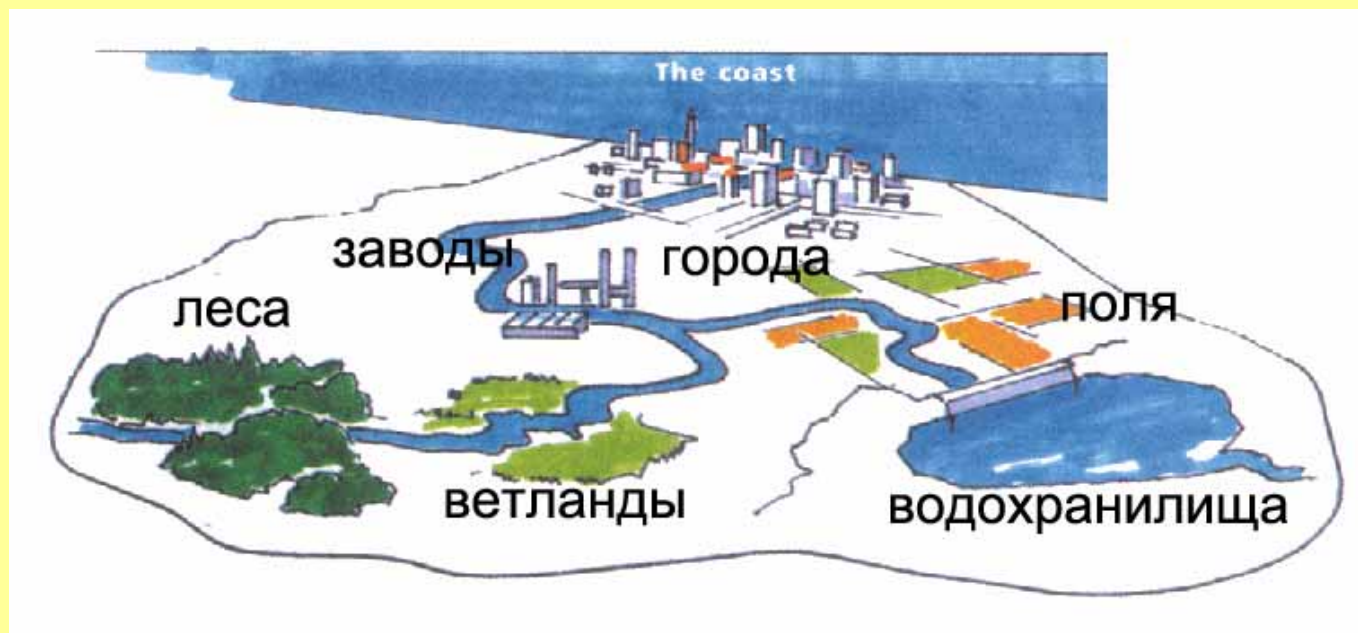 The coast
заводы
города
леса
поля
ветланды
водохранилища